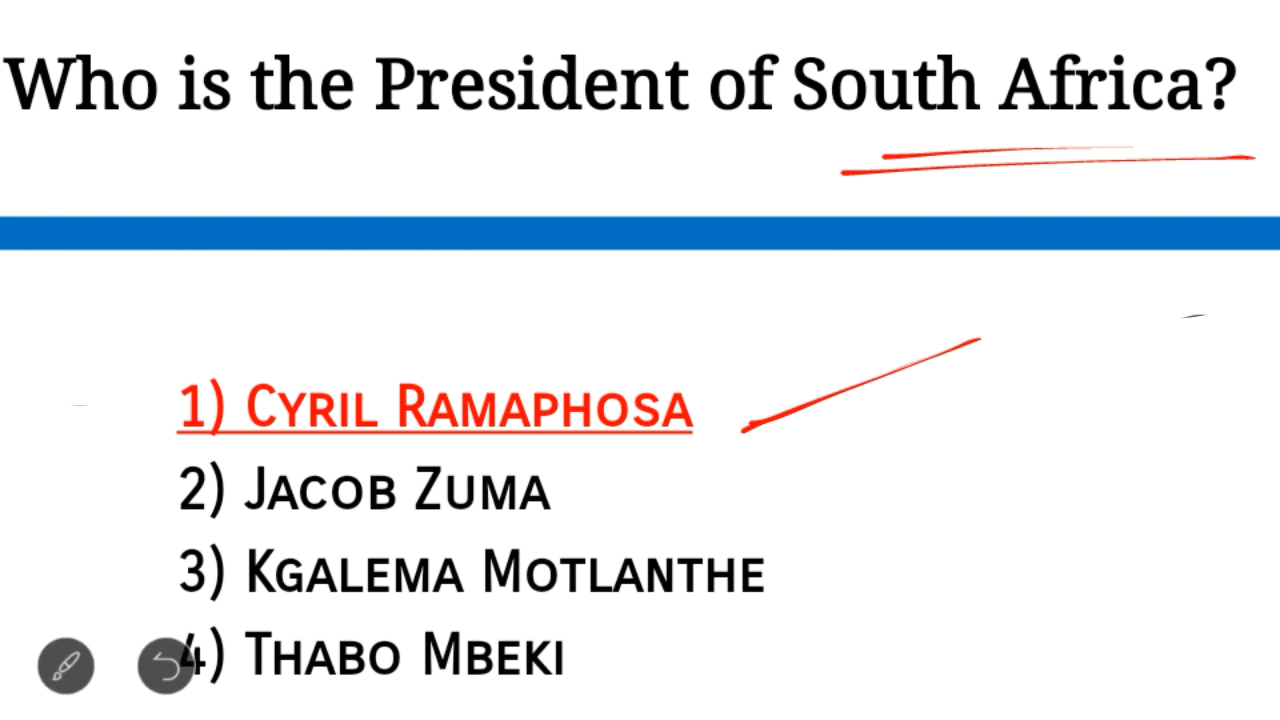 Who is the President of South Africa?
1) Cyril Ramaphosa
2) Jacob Zuma
3) Kgalema Motlanthe
4) Thabo Mbeki